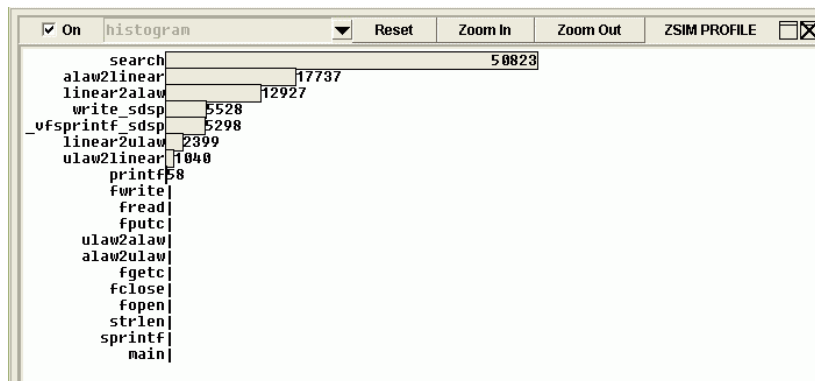 On histogram Reset Zoom In Zoom Out ZSIM PROFILE
search 50823
alaw2linear 17737
linear2alaw 12927
write_sdsp 5528
_vfsprintf_sdsp 5298
linear2ulaw 2399
ulaw2linear 1040
printf 58
fwrite
fread
fputc
ulaw2alaw
alaw2ulaw
fgetc
fclose
fopen
strlen
sprintf
main